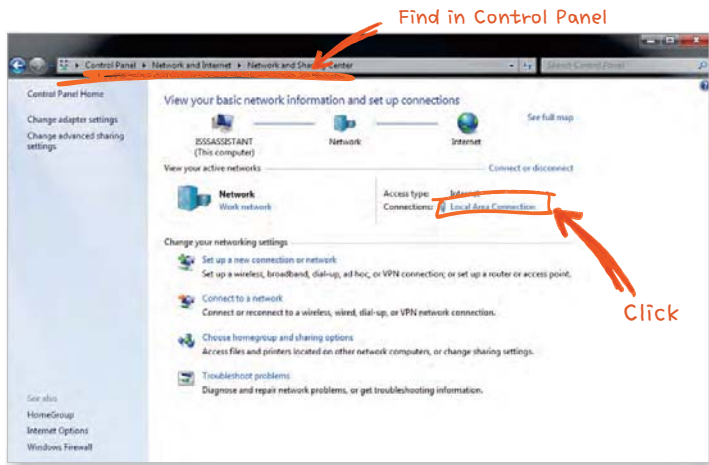 Find in Control Panel
Control Panel ▸ Network and Internet ▸ Network and Sharing Center
Search Control Panel
Control Panel Home
Change adapter settings
Change advanced sharing
settings
View your basic network information and set up connections
See full map
ISSSASSISTANT
(This computer)
Network
Internet
View your active networks
Connect or disconnect
Network
Work network
Access type: Internet
Connections: Local Area Connection
Change your networking settings
Set up a new connection or network
Set up a wireless, broadband, dial-up, ad hoc, or VPN connection; or set up a router or access point.
Click
Connect to a network
Connect or reconnect to a wireless, wired, dial-up, or VPN network connection.
Choose homegroup and sharing options
Access files and printers located on other network computers, or change sharing settings.
Troubleshoot problems
Diagnose and repair network problems, or get troubleshooting information.
See also
HomeGroup
Internet Options
Windows Firewall